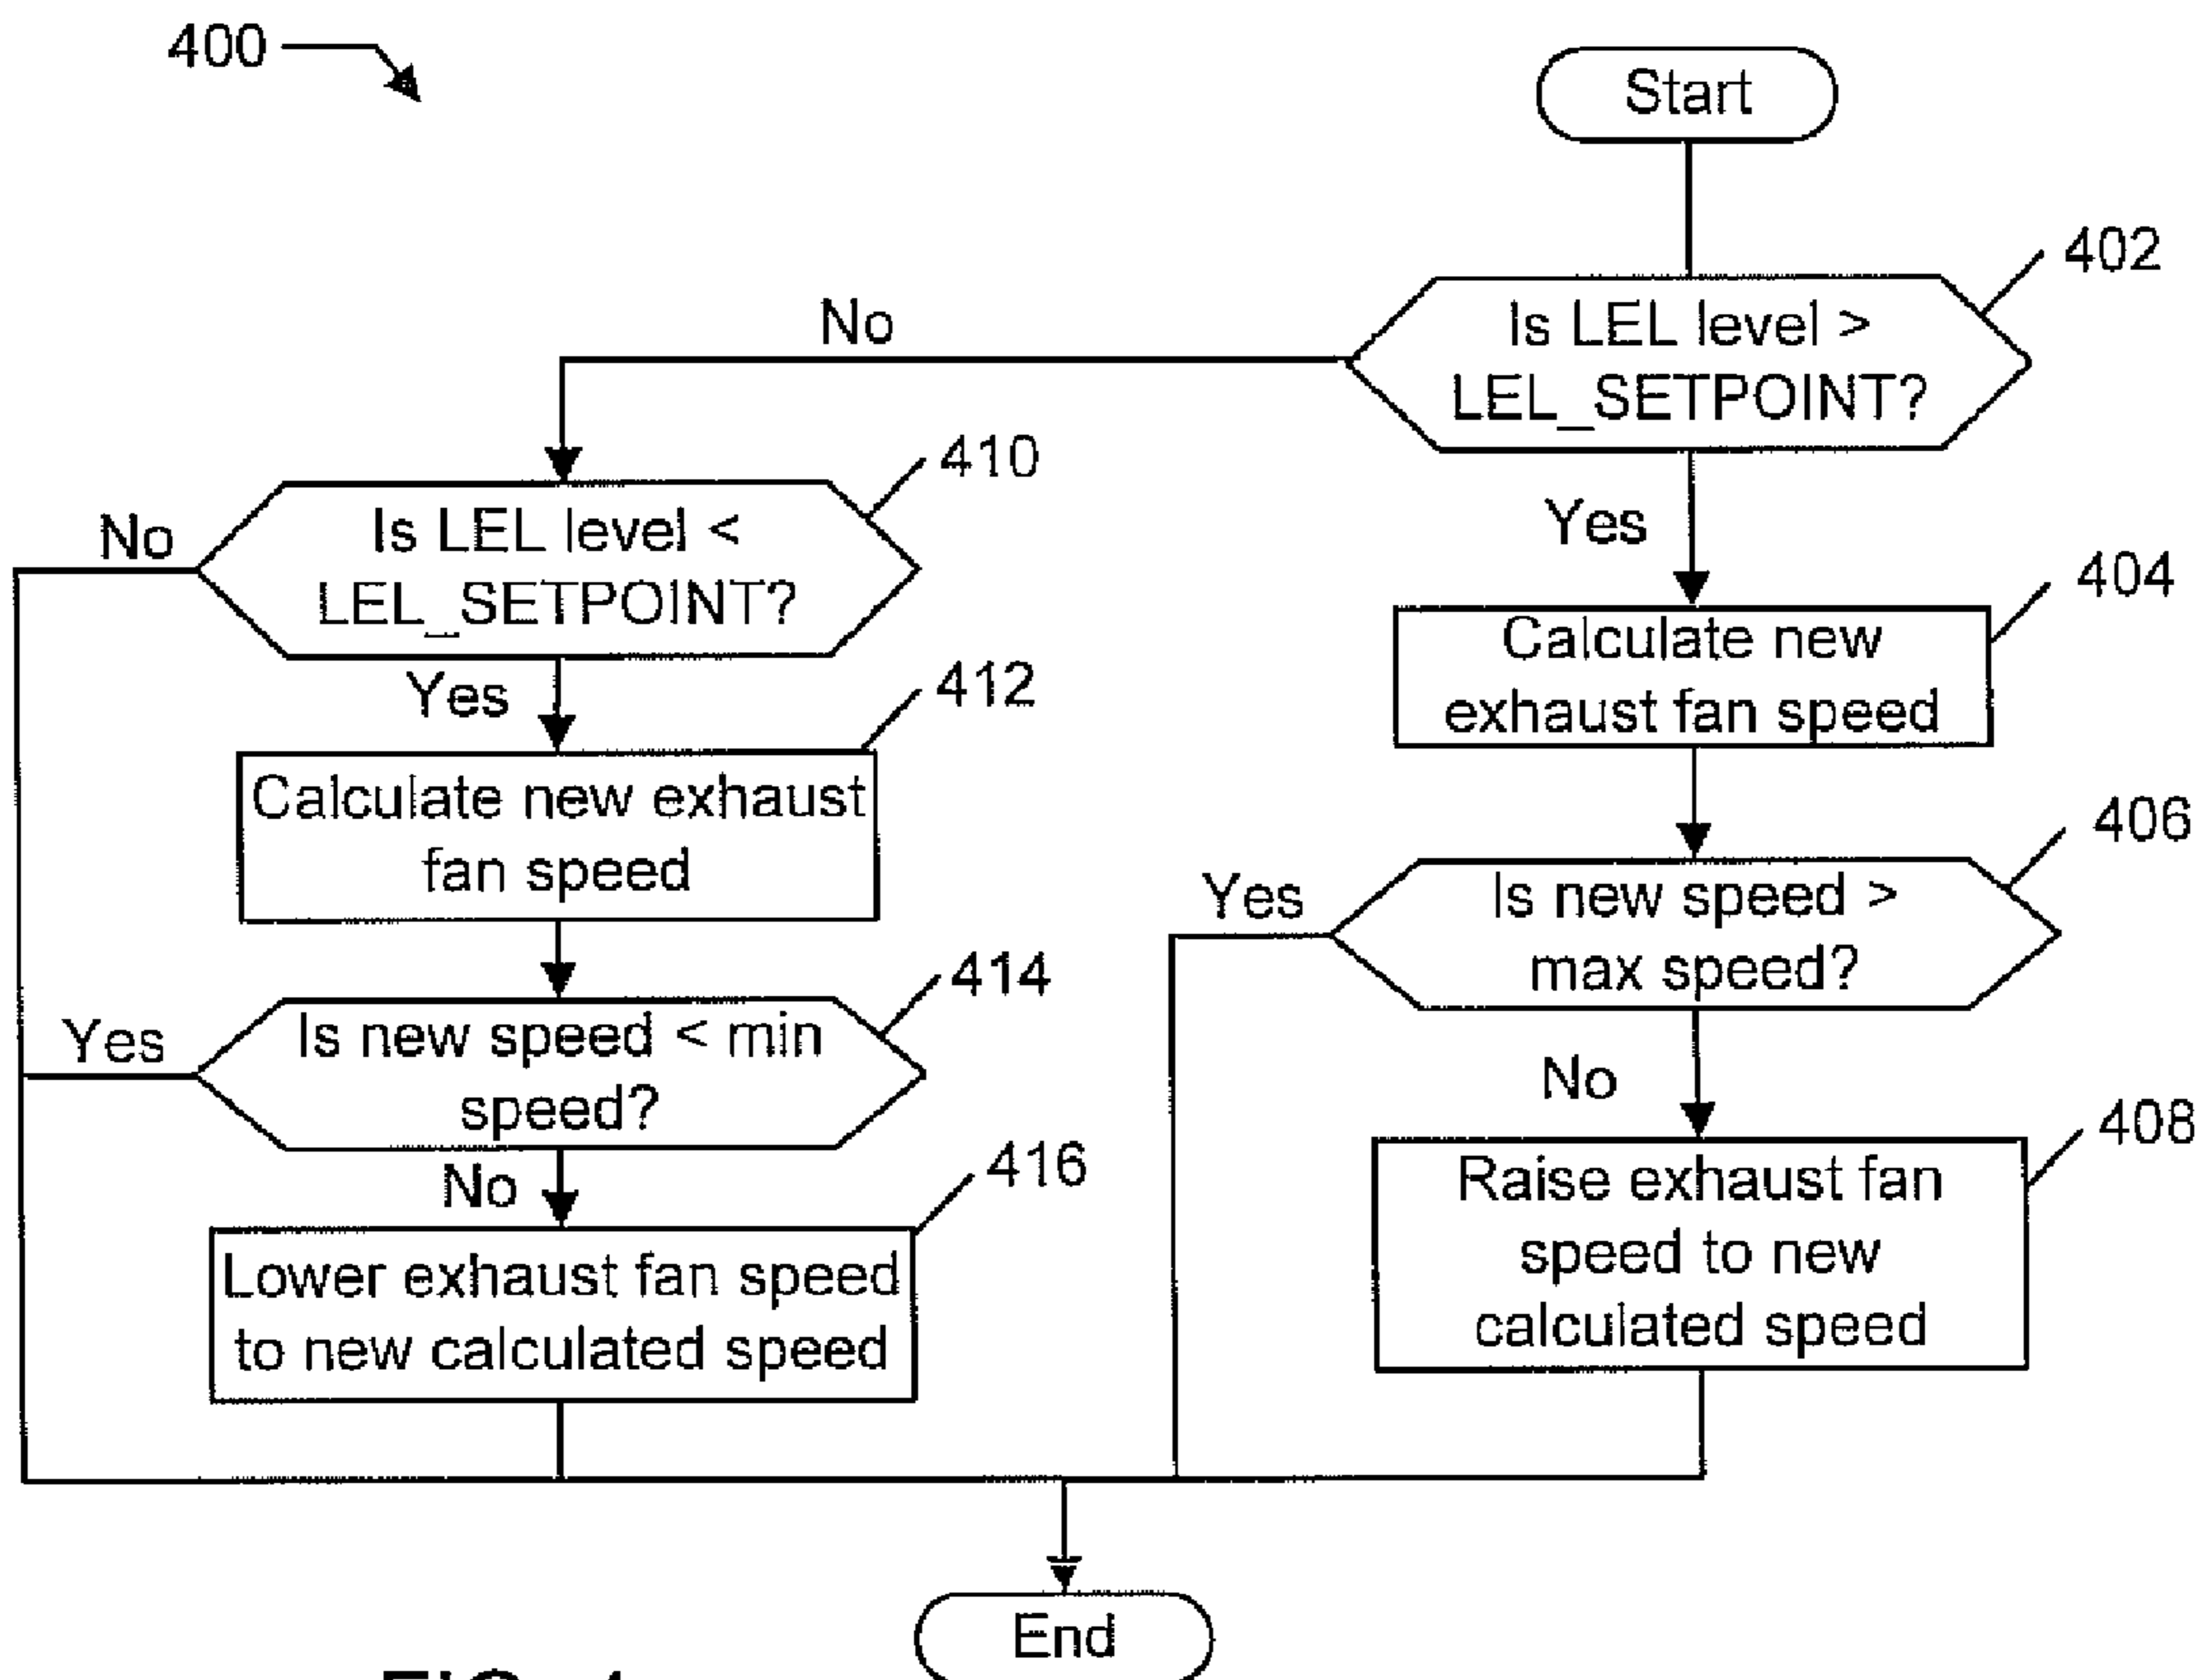 400
Start
402
Is LEL level >
LEL_SETPOINT?
No
Yes
410
Is LEL level <
LEL_SETPOINT?
No
Yes
404
Calculate new
exhaust fan speed
412
Calculate new exhaust
fan speed
406
Is new speed >
max speed?
Yes
No
414
Is new speed < min
speed?
Yes
No
408
Raise exhaust fan
speed to new
calculated speed
416
Lower exhaust fan speed
to new calculated speed
End